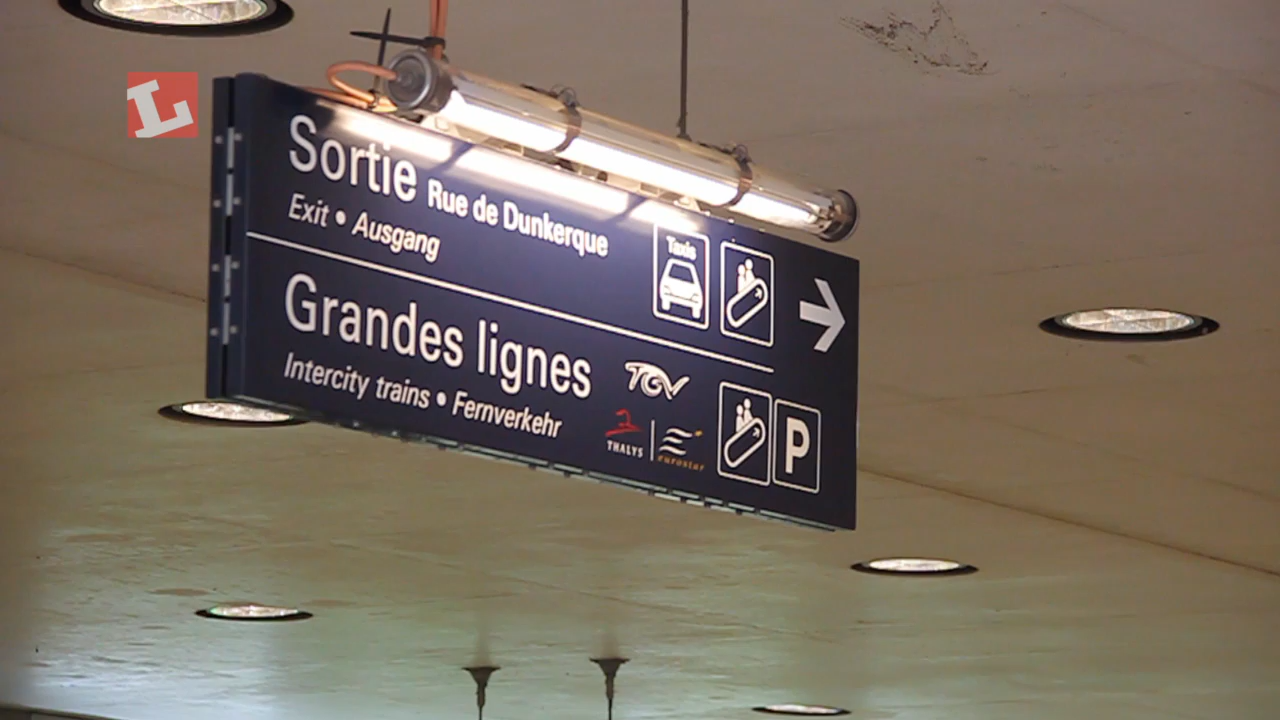 L
Sortie Rue de Dunkerque
Exit • Ausgang
Taxis
Grandes lignes
Intercity trains • Fernverkehr
TGV
THALYS
eurostar
P